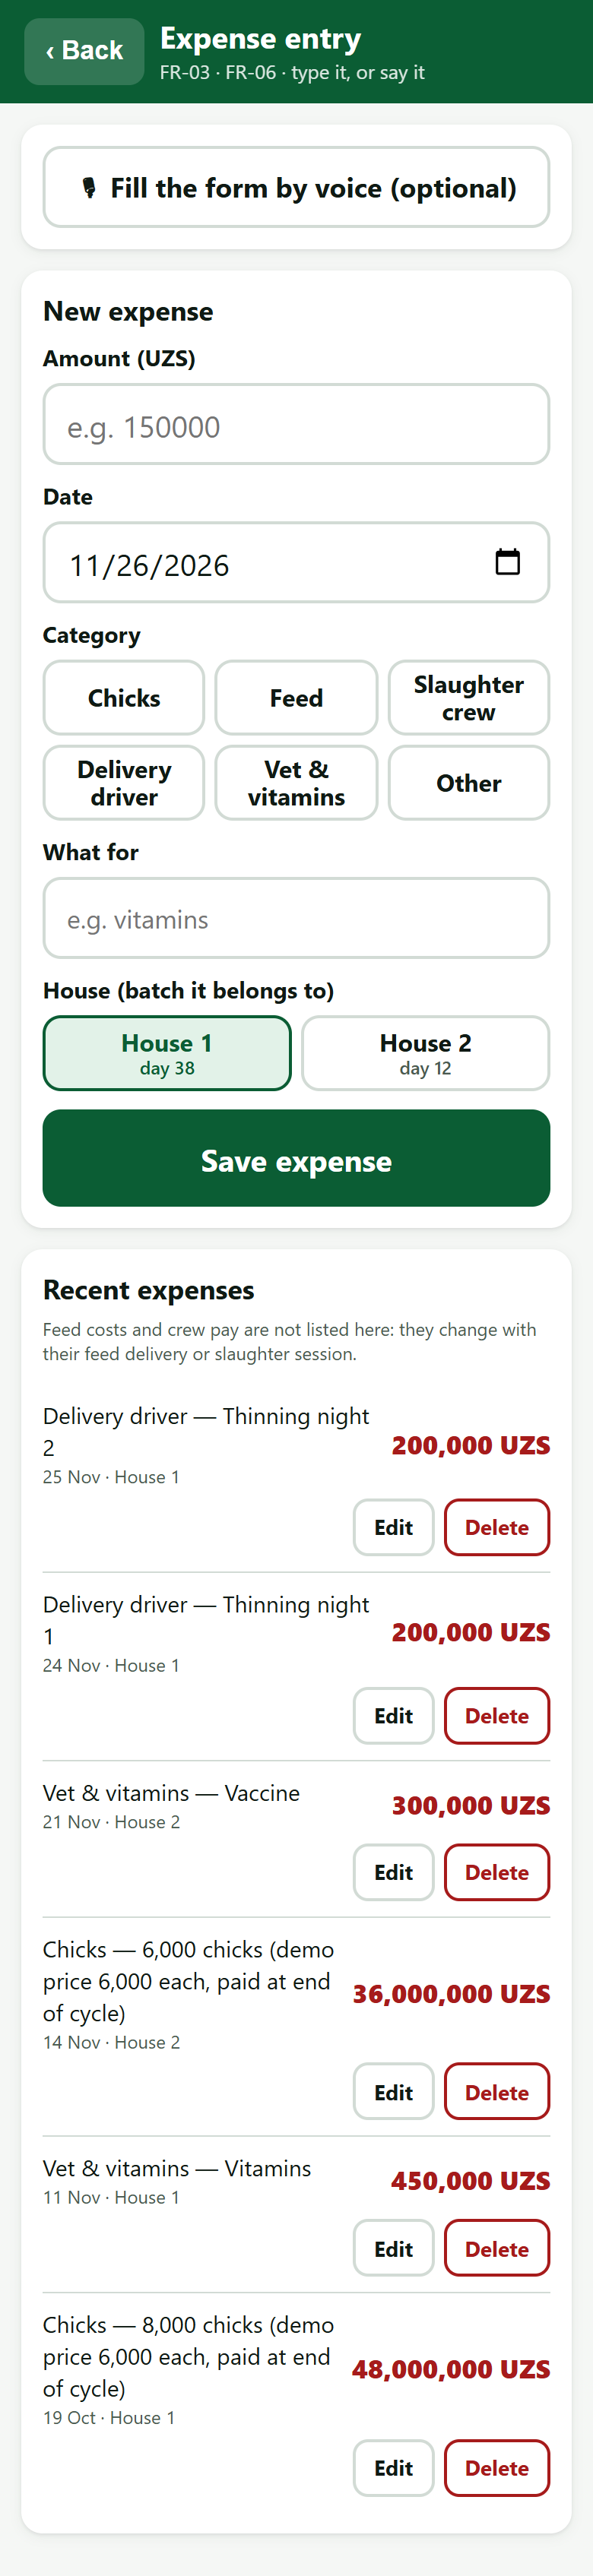 ‹ Back
Expense entry
FR-03 · FR-06 · type it, or say it
🎙 Fill the form by voice (optional)
New expense
Amount (UZS)
e.g. 150000
Date
11/26/2026
Category
Chicks
Feed
Slaughter
crew
Delivery
driver
Vet &
vitamins
Other
What for
e.g. vitamins
House (batch it belongs to)
House 1
day 38
House 2
day 12
Save expense
Recent expenses
Feed costs and crew pay are not listed here: they change with
their feed delivery or slaughter session.
Delivery driver — Thinning night
2
200,000 UZS
25 Nov · House 1
Edit
Delete
Delivery driver — Thinning night
1
200,000 UZS
24 Nov · House 1
Edit
Delete
Vet & vitamins — Vaccine
300,000 UZS
21 Nov · House 2
Edit
Delete
Chicks — 6,000 chicks (demo
price 6,000 each, paid at end
of cycle)
36,000,000 UZS
14 Nov · House 2
Edit
Delete
Vet & vitamins — Vitamins
450,000 UZS
11 Nov · House 1
Edit
Delete
Chicks — 8,000 chicks (demo
price 6,000 each, paid at end
of cycle)
48,000,000 UZS
19 Oct · House 1
Edit
Delete